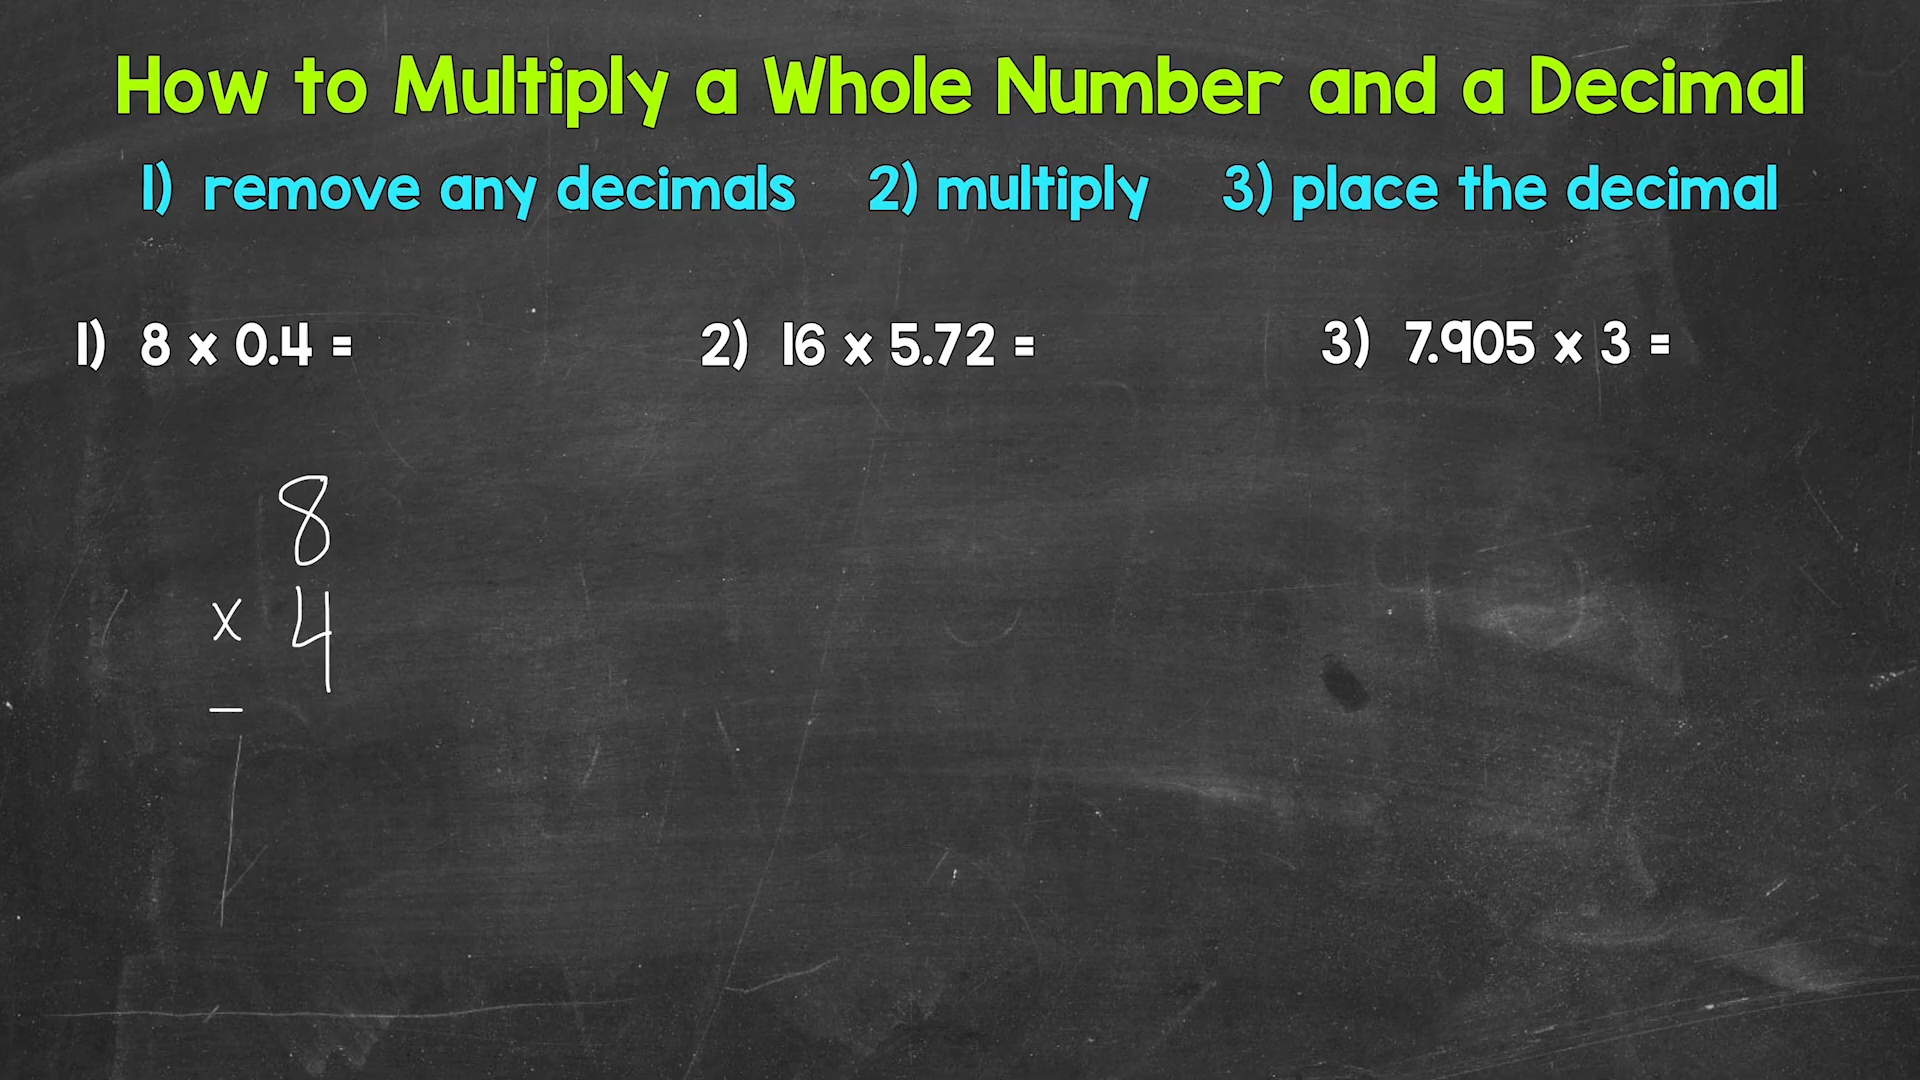 How to Multiply a Whole Number and a Decimal
1) remove any decimals 2) multiply 3) place the decimal
1) 8 x 0.4 = 2) 16 x 5.72 = 3) 7.905 x 3 =
8
x 4